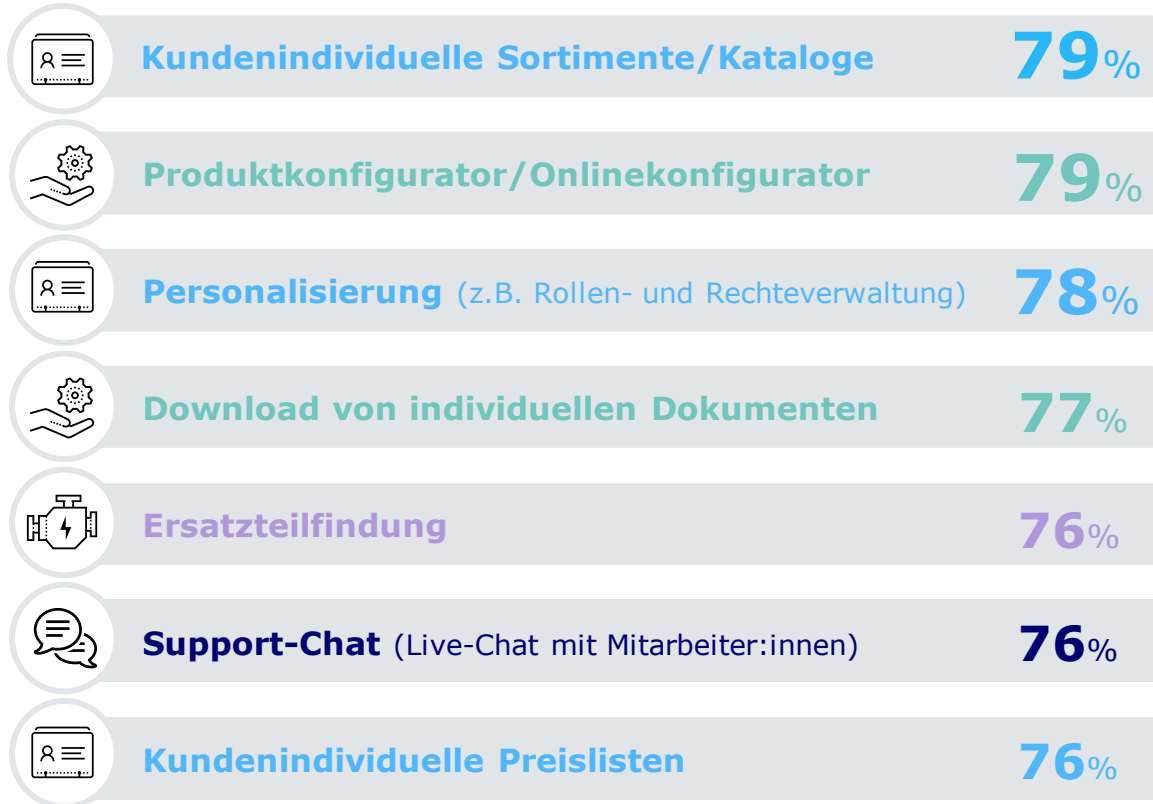 Kundenindividuelle Sortimente/Kataloge 79%
Produktkonfigurator/Onlinekonfigurator 79%
Personalisierung (z.B. Rollen- und Rechteverwaltung) 78%
Download von individuellen Dokumenten 77%
Ersatzteilfindung 76%
Support-Chat (Live-Chat mit Mitarbeiter:innen) 76%
Kundenindividuelle Preislisten 76%